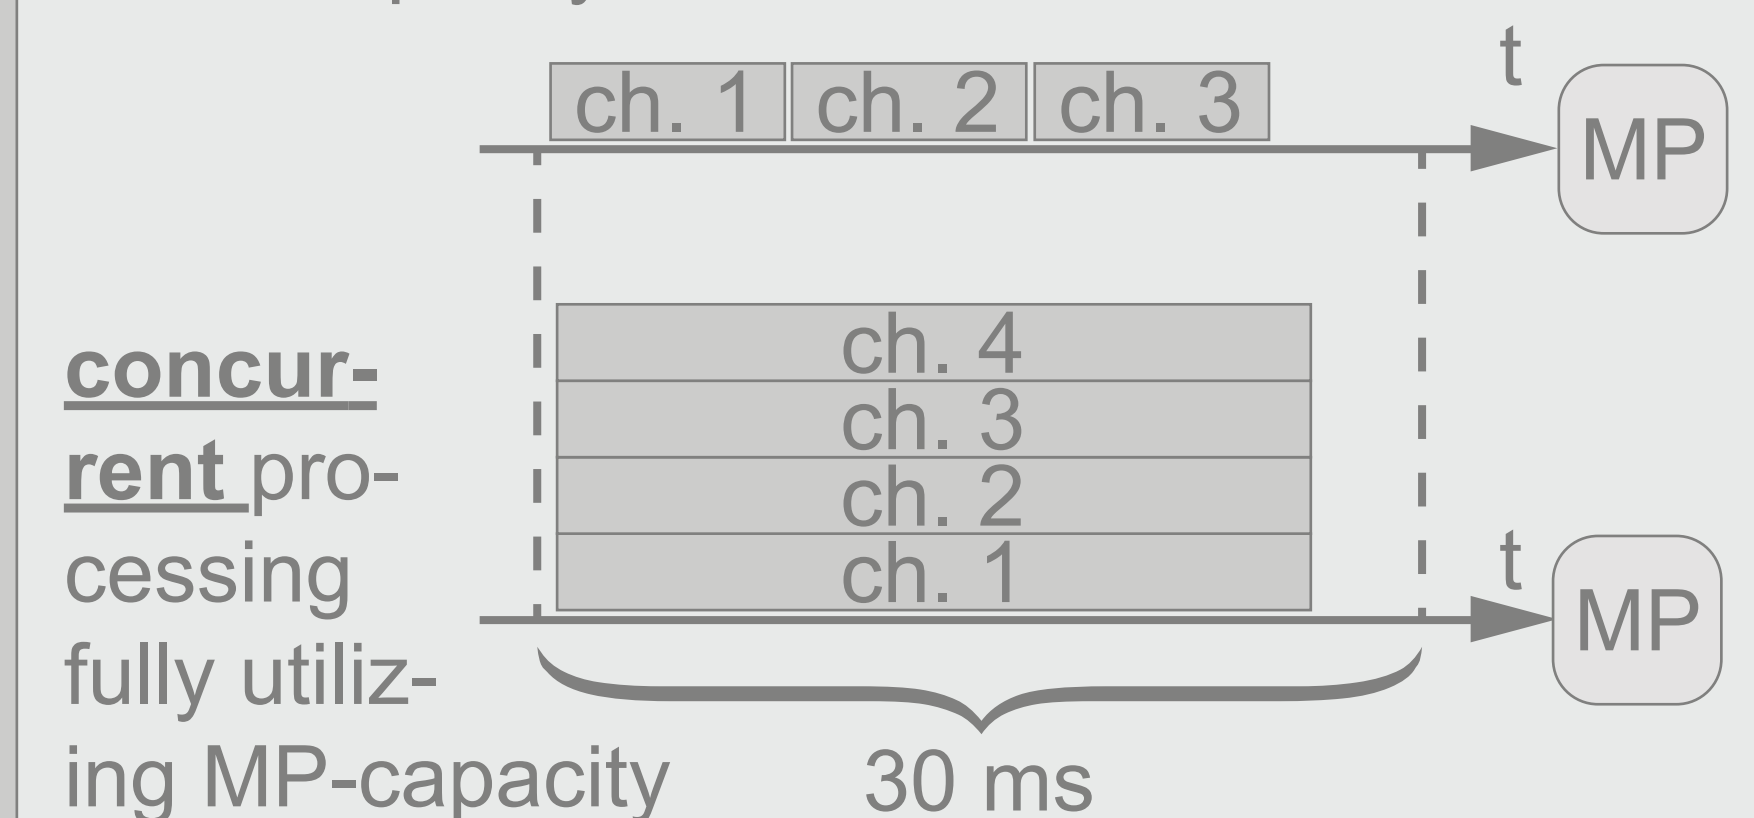 t
ch. 1 ch. 2 ch. 3
MP
ch. 4
concur-
ch. 3
rent pro-
ch. 2
t
cessing
ch. 1
MP
fully utiliz-
ing MP-capacity
30 ms